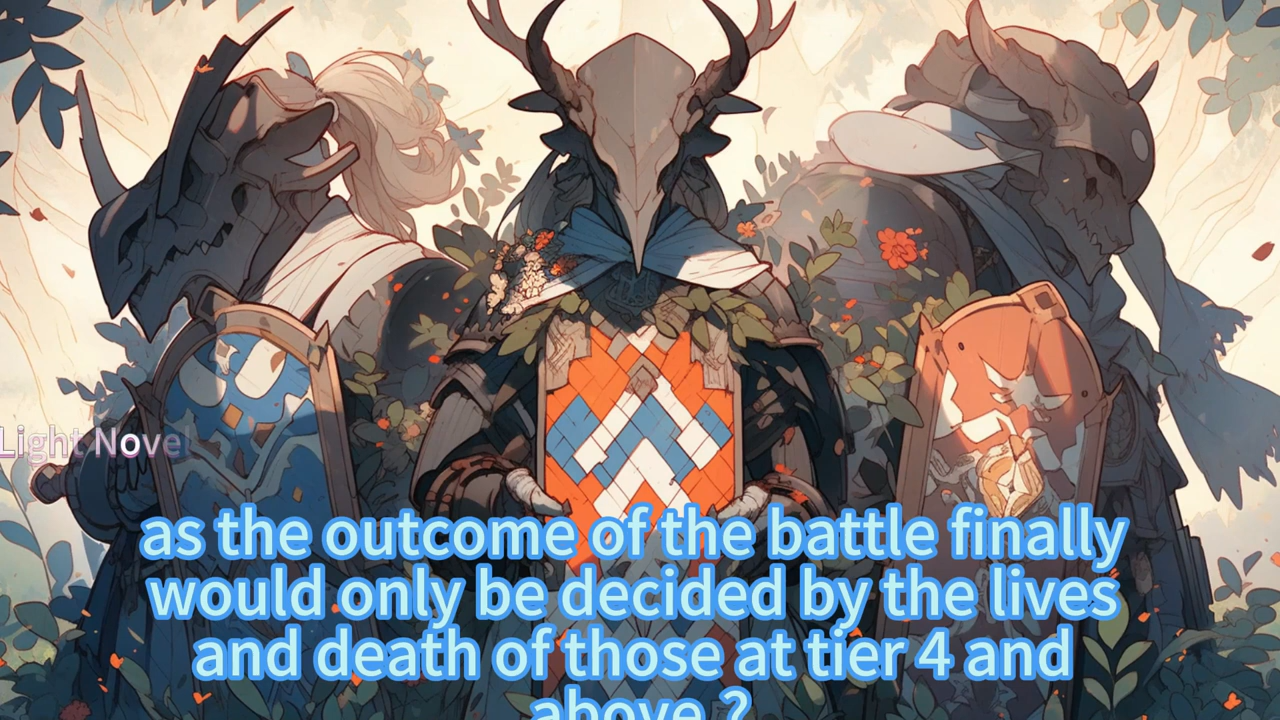 Light Novel
as the outcome of the battle finally
would only be decided by the lives
and death of those at tier 4 and
above ?